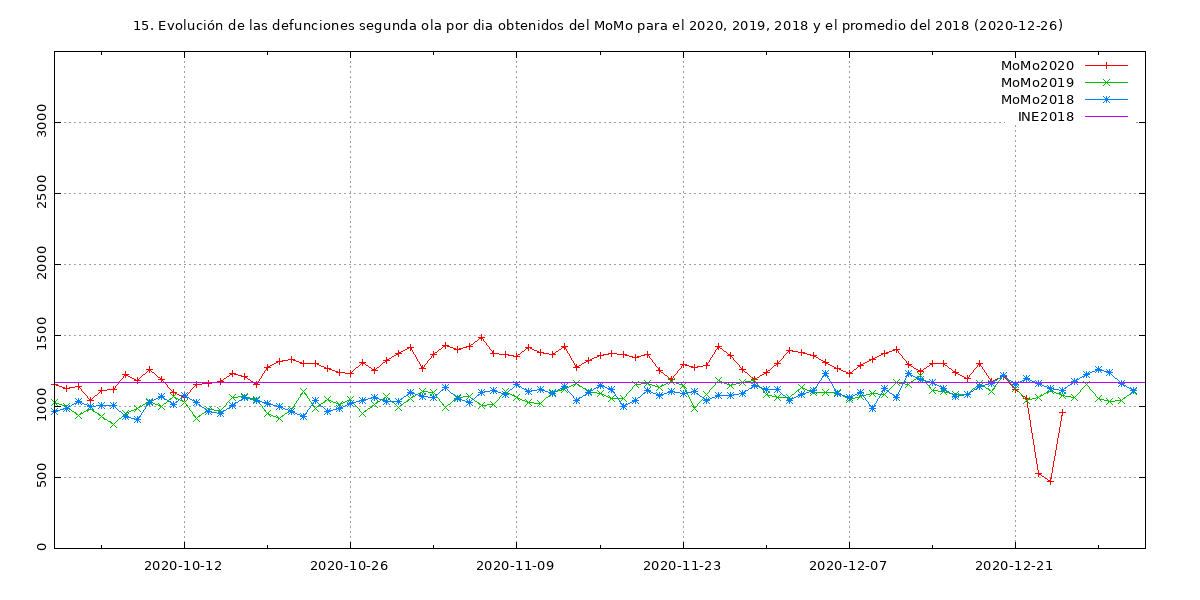 15. Evolución de las defunciones segunda ola por dia obtenidos del MoMo para el 2020, 2019, 2018 y el promedio del 2018 (2020-12-26)
MoMo2020
MoMo2019
MoMo2018
INE2018
3000
2500
2000
1500
1000
500
0
2020-10-12 2020-10-26 2020-11-09 2020-11-23 2020-12-07 2020-12-21